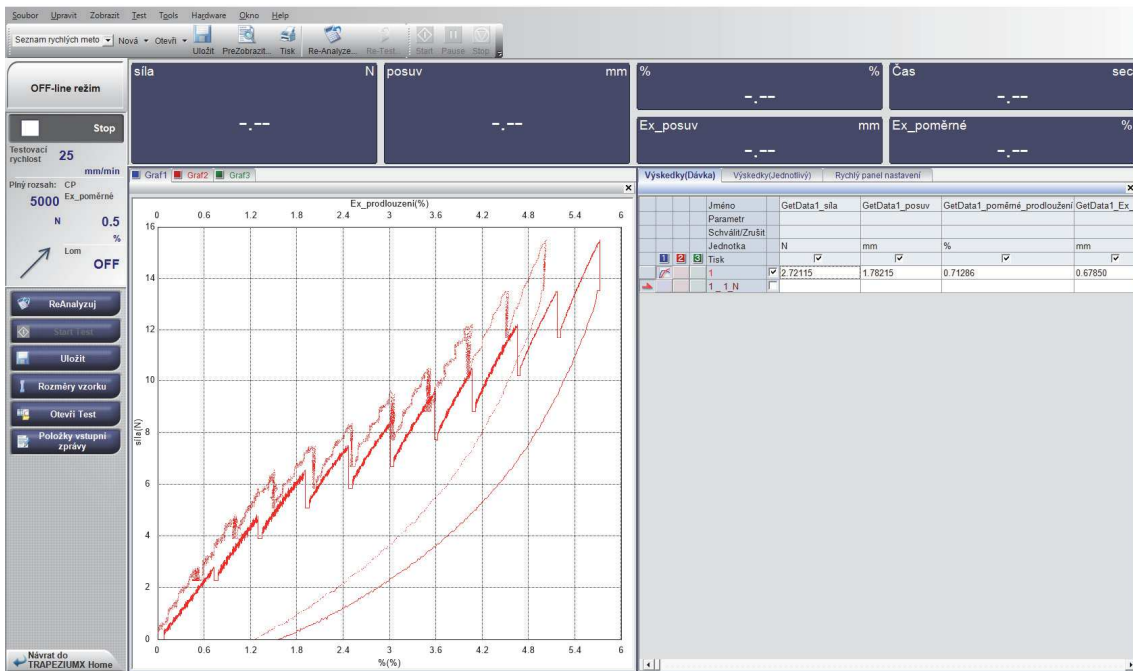 Soubor Upravit Zobrazit Test Tools Hardware Okno Help
Seznam rychlých meto Nová Otevři Uložit PreZobrazit... Tisk Re-Analyze... Re-Test... Start Pause Stop
OFF-line režim
síla N
-.--
posuv mm
-.--
% %
-.--
Čas sec
-.--
Ex_posuv mm
-.--
Ex_poměrné %
-.--
Stop
Testovací
rychlost 25
mm/min
Plný rozsah: CP
5000 Ex_poměrné
N 0.5
%
Lom
OFF
ReAnalyzuj
Start Test
Uložit
Rozměry vzorku
Otevři Test
Položky vstupní
zprávy
Návrat do
TRAPEZIUMX Home
Graf1 Graf2 Graf3
Ex_prodlouzení(%)
0 0.6 1.2 1.8 2.4 3 3.6 4.2 4.8 5.4 6
16
14
12
10
8
6
4
2
0
síla(N)
0 0.6 1.2 1.8 2.4 3 3.6 4.2 4.8 5.4 6
%(%)
Výskedky(Dávka) Výskedky(Jednotlivý) Rychlý panel nastavení
Jméno GetData1_síla GetData1_posuv GetData1_poměrné_prodloužení GetData1_Ex_
Parametr
Schválit/Zrušit
Jednotka N mm % mm
1 2 3 Tisk
1 2.72115 1.78215 0.71286 0.67850
1 _ 1_N